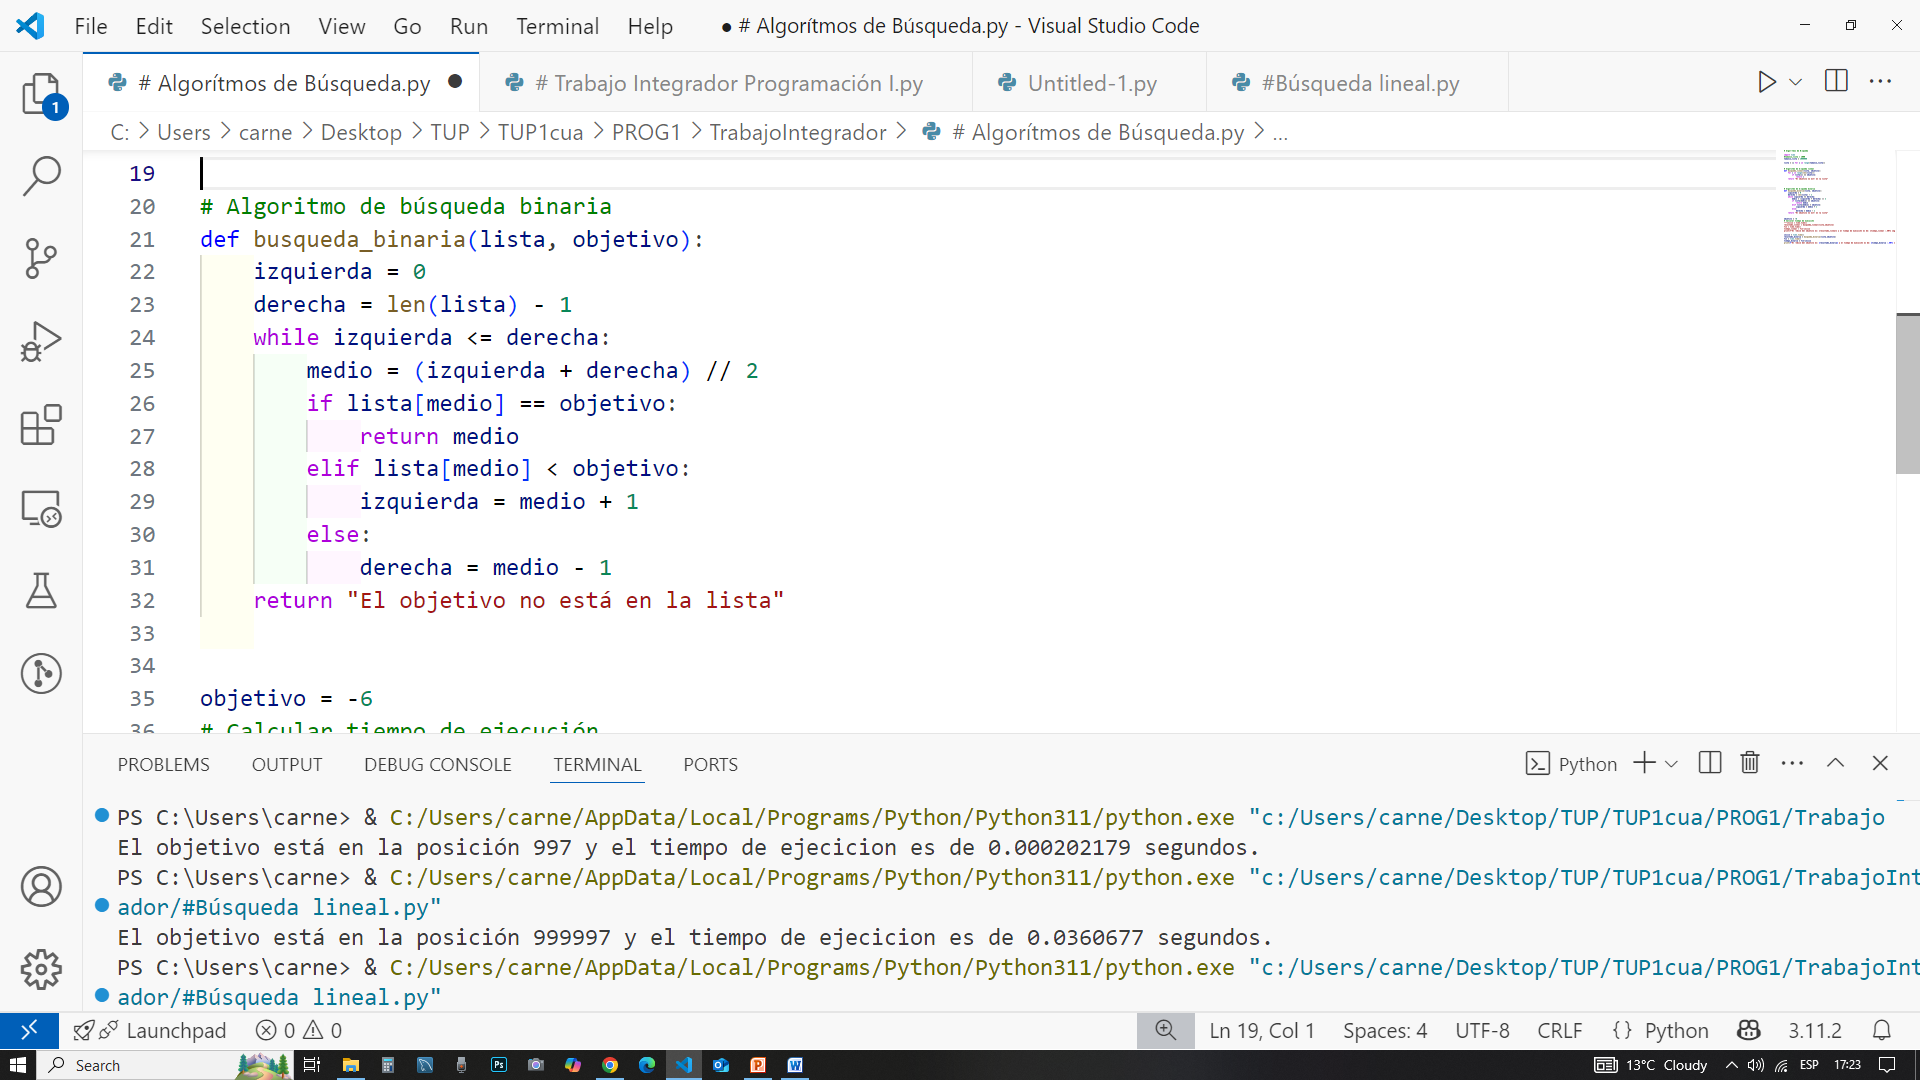 File Edit Selection View Go Run Terminal Help ● # Algorítmos de Búsqueda.py - Visual Studio Code
# Algorítmos de Búsqueda.py # Trabajo Integrador Programación I.py Untitled-1.py #Búsqueda lineal.py
1
C: > Users > carne > Desktop > TUP > TUP1cua > PROG1 > TrabajoIntegrador > # Algorítmos de Búsqueda.py > ...
19
20 # Algoritmo de búsqueda binaria
21 def busqueda_binaria(lista, objetivo):
22 izquierda = 0
23 derecha = len(lista) - 1
24 while izquierda <= derecha:
25 medio = (izquierda + derecha) // 2
26 if lista[medio] == objetivo:
27 return medio
28 elif lista[medio] < objetivo:
29 izquierda = medio + 1
30 else:
31 derecha = medio - 1
32 return "El objetivo no está en la lista"
33
34
35 objetivo = -6
36 # Calcular tiempo de ejecución
PROBLEMS OUTPUT DEBUG CONSOLE TERMINAL PORTS Python
PS C:\Users\carne> & C:/Users/carne/AppData/Local/Programs/Python/Python311/python.exe "c:/Users/carne/Desktop/TUP/TUP1cua/PROG1/Trabajo
El objetivo está en la posición 997 y el tiempo de ejecicion es de 0.000202179 segundos.
PS C:\Users\carne> & C:/Users/carne/AppData/Local/Programs/Python/Python311/python.exe "c:/Users/carne/Desktop/TUP/TUP1cua/PROG1/TrabajoInt
ador/#Búsqueda lineal.py"
El objetivo está en la posición 999997 y el tiempo de ejecicion es de 0.0360677 segundos.
PS C:\Users\carne> & C:/Users/carne/AppData/Local/Programs/Python/Python311/python.exe "c:/Users/carne/Desktop/TUP/TUP1cua/PROG1/TrabajoInt
ador/#Búsqueda lineal.py"
Launchpad 0 0 Ln 19, Col 1 Spaces: 4 UTF-8 CRLF {} Python 3.11.2
Search 13°C Cloudy ESP 17:23